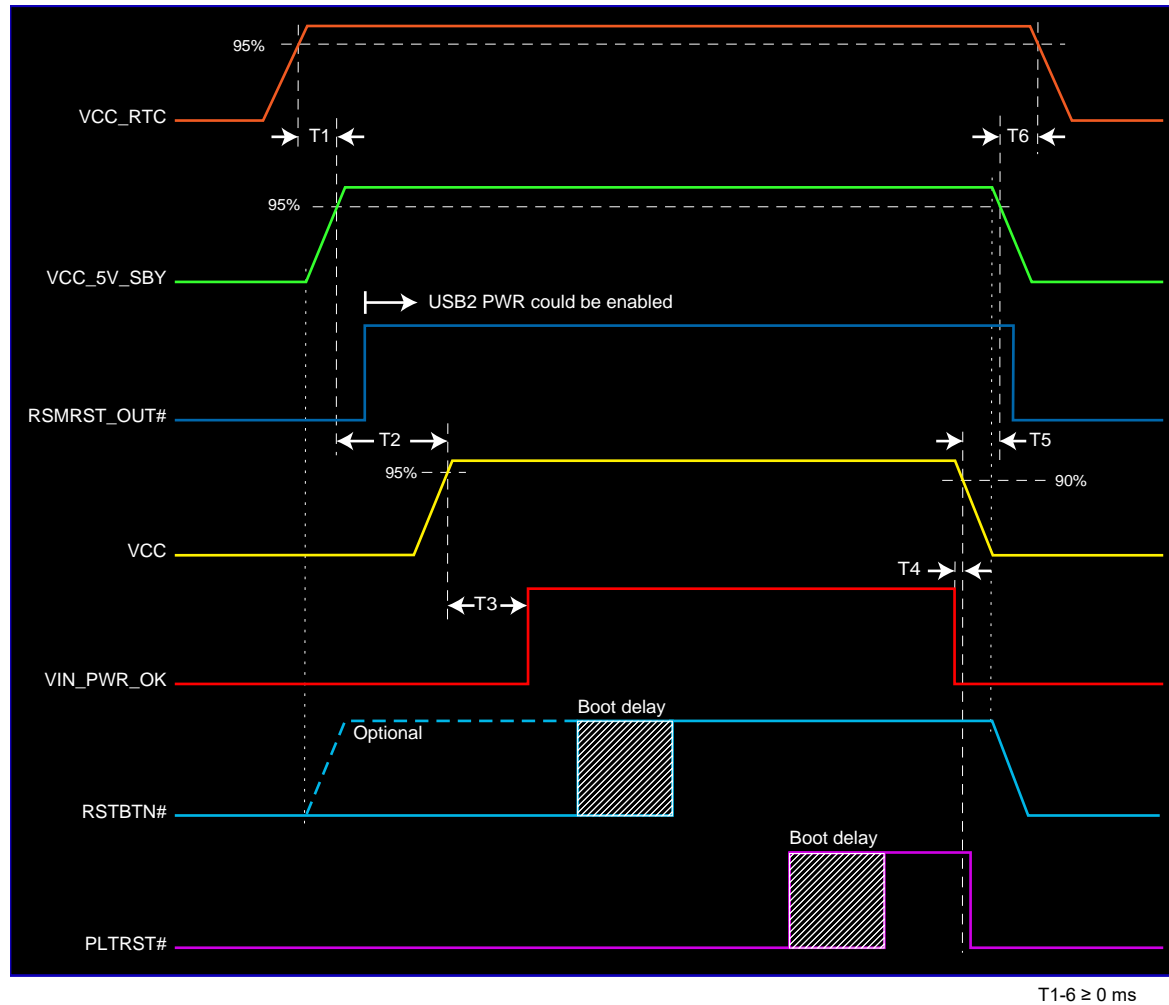 95%
VCC_RTC
T1
T6
95%
VCC_5V_SBY
USB2 PWR could be enabled
RSMRST_OUT#
T2
T5
95%
90%
VCC
T4
T3
VIN_PWR_OK
Boot delay
Optional
RSTBTN#
Boot delay
PLTRST#
T1-6 ≥ 0 ms